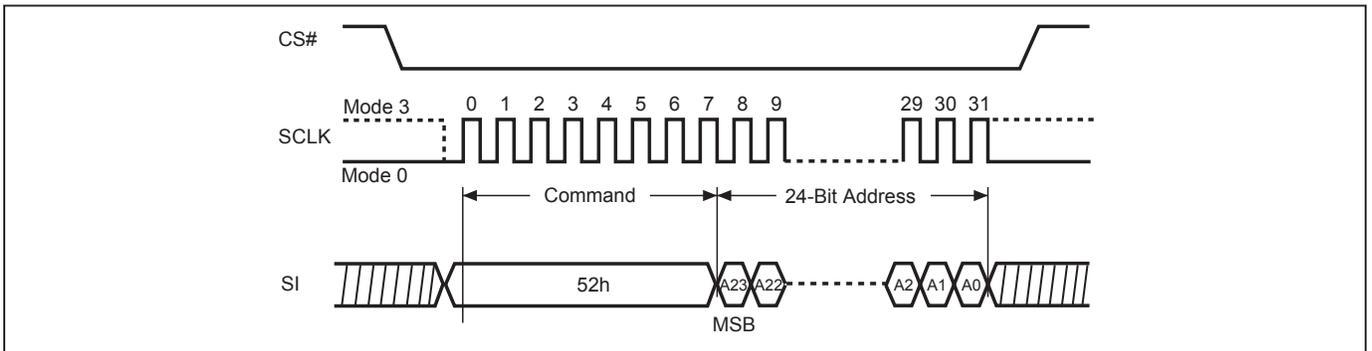 CS#
Mode 3
0 1 2 3 4 5 6 7 8 9 29 30 31
SCLK
Mode 0
Command 24-Bit Address
SI 52h A23 A22 A2 A1 A0
MSB